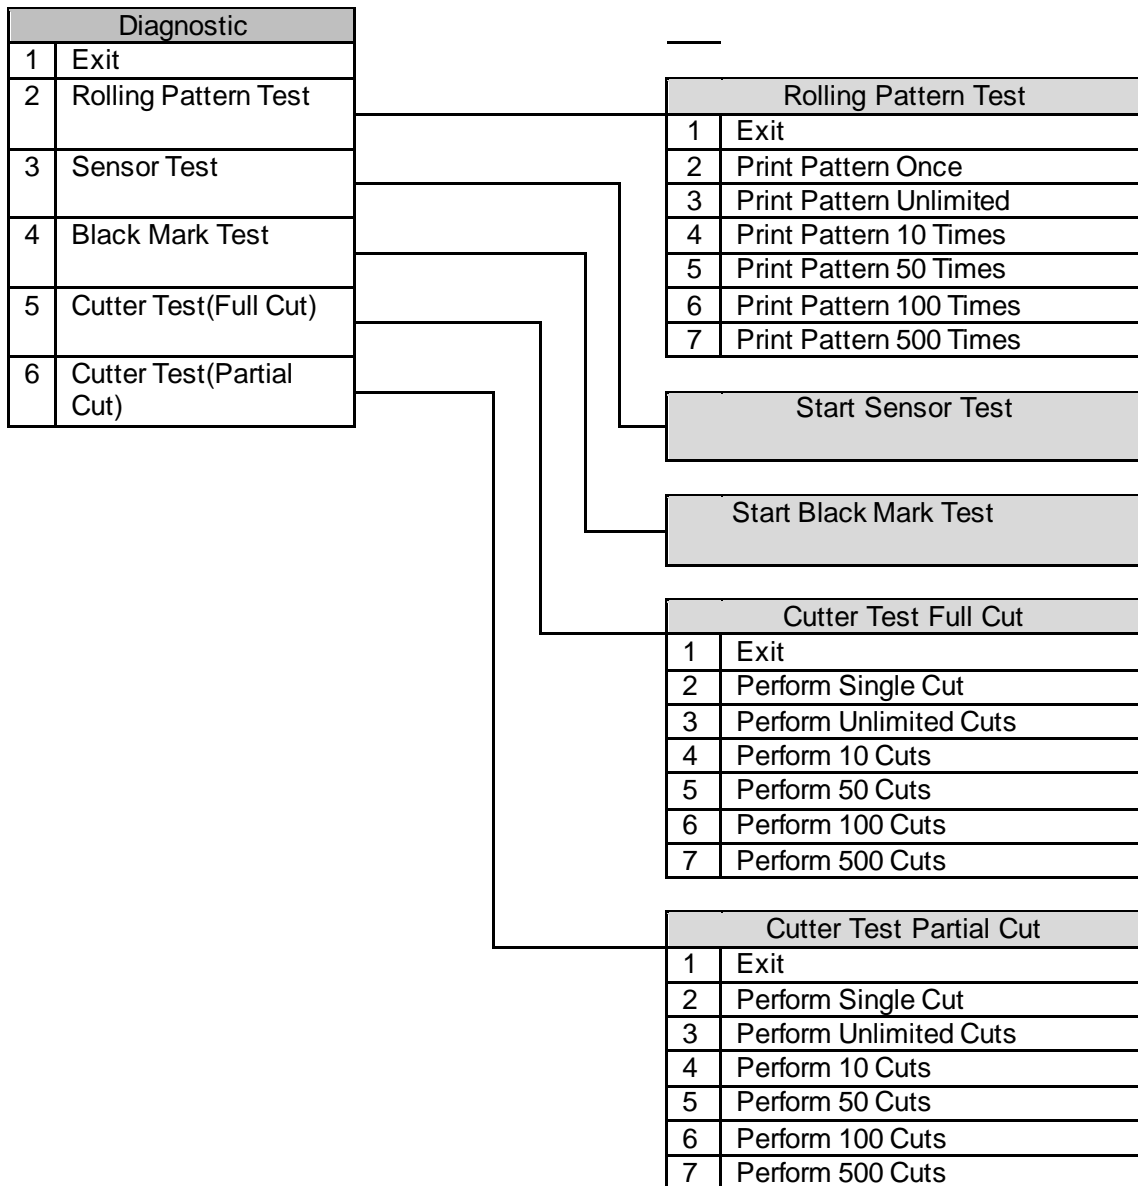 Diagnostic
1 Exit
2 Rolling Pattern Test
3 Sensor Test
4 Black Mark Test
5 Cutter Test(Full Cut)
6 Cutter Test(Partial
Cut)
Rolling Pattern Test
1 Exit
2 Print Pattern Once
3 Print Pattern Unlimited
4 Print Pattern 10 Times
5 Print Pattern 50 Times
6 Print Pattern 100 Times
7 Print Pattern 500 Times
Start Sensor Test
Start Black Mark Test
Cutter Test Full Cut
1 Exit
2 Perform Single Cut
3 Perform Unlimited Cuts
4 Perform 10 Cuts
5 Perform 50 Cuts
6 Perform 100 Cuts
7 Perform 500 Cuts
Cutter Test Partial Cut
1 Exit
2 Perform Single Cut
3 Perform Unlimited Cuts
4 Perform 10 Cuts
5 Perform 50 Cuts
6 Perform 100 Cuts
7 Perform 500 Cuts